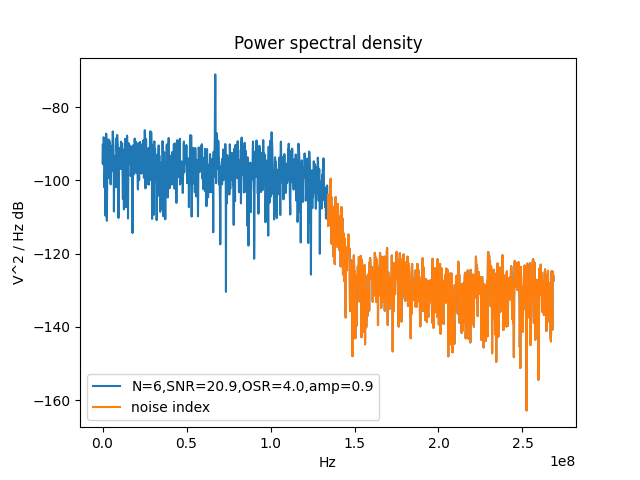 Power spectral density
V^2 / Hz dB
−80
−100
−120
−140
−160
N=6,SNR=20.9,OSR=4.0,amp=0.9
noise index
0.0 0.5 1.0 1.5 2.0 2.5
1e8
Hz